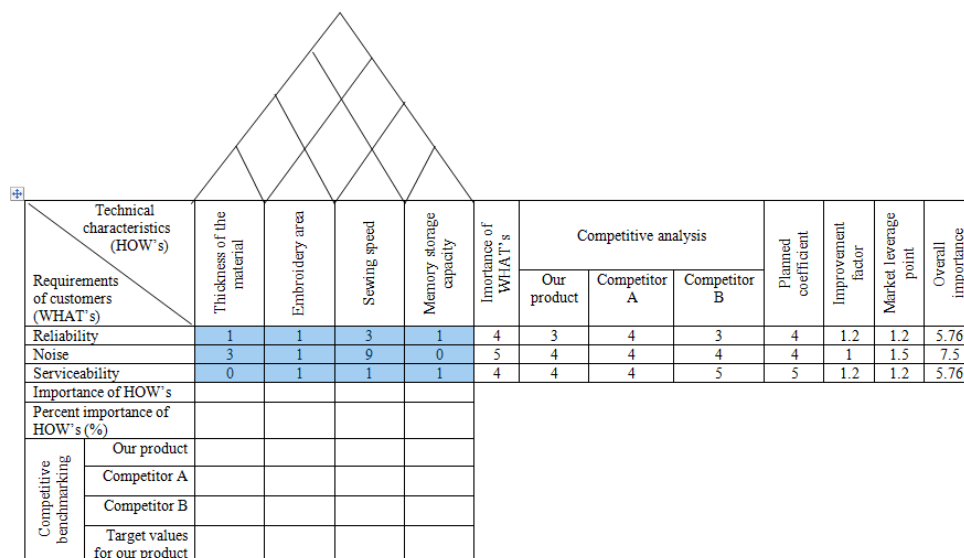 Technical
characteristics
(HOW's)
Requirements
of customers
(WHAT's)
Thickness of the
material
Embroidery area
Sewing speed
Memory storage
capacity
Imortance of
WHAT's
Competitive analysis
Our
product
Competitor
A
Competitor
B
Planned
coefficient
Improvement
factor
Market leverage
point
Overall
importance
Reliability 1 1 3 1 4 3 4 3 4 1.2 1.2 5.76
Noise 3 1 9 0 5 4 4 4 4 1 1.5 7.5
Serviceability 0 1 1 1 4 4 4 5 5 1.2 1.2 5.76
Importance of HOW's
Percent importance of
HOW's (%)
Competitive
benchmarking
Our product
Competitor A
Competitor B
Target values
for our product